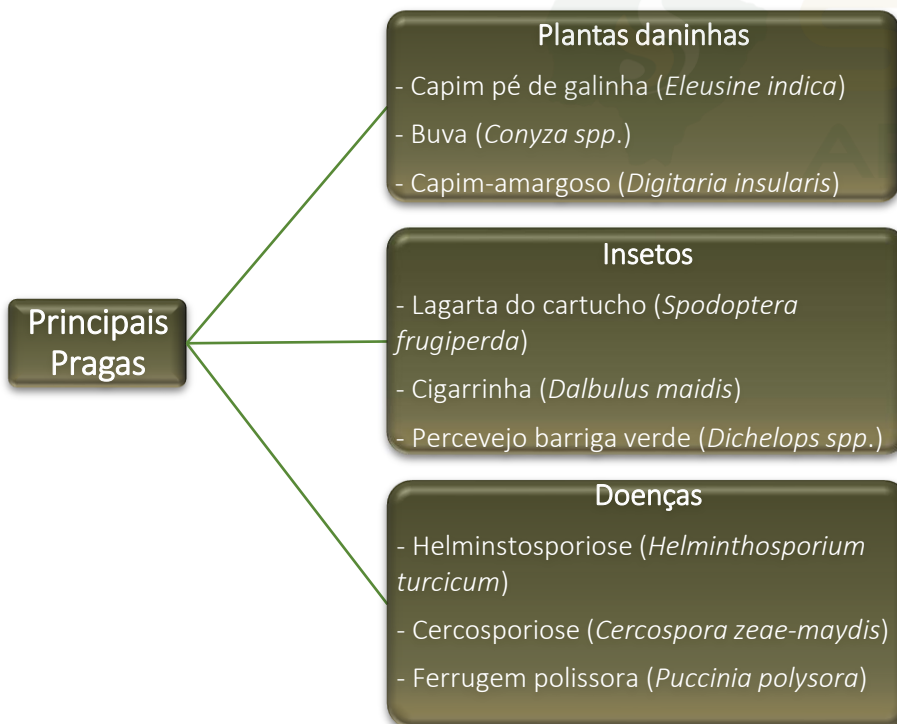 Plantas daninhas
- Capim pé de galinha (Eleusine indica)
- Buva (Conyza spp.)
- Capim-amargoso (Digitaria insularis)
Insetos
- Lagarta do cartucho (Spodoptera
frugiperda)
- Cigarrinha (Dalbulus maidis)
- Percevejo barriga verde (Dichelops spp.)
Principais
Pragas
Doenças
- Helminstosporiose (Helminthosporium
turcicum)
- Cercosporiose (Cercospora zeae-maydis)
- Ferrugem polissora (Puccinia polysora)